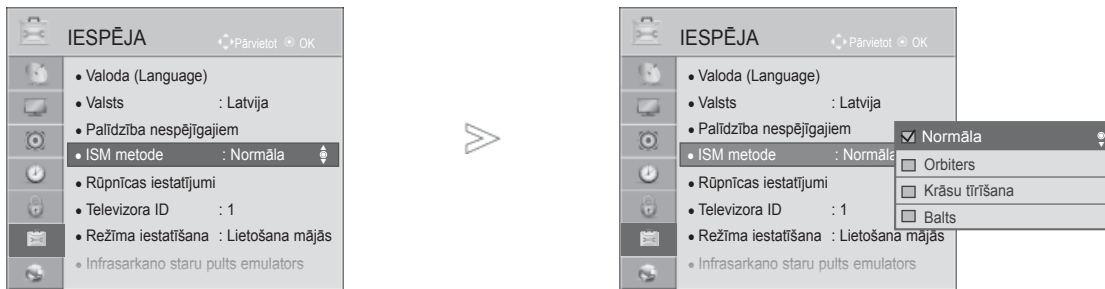 IESPĒJA
Pārvietot OK
• Valoda (Language)
• Valsts : Latvija
• Palīdzība nespējīgajiem
• ISM metode : Normāla
• Rūpnīcas iestatījumi
• Televizora ID : 1
• Režīma iestatīšana : Lietošana mājās
• Infrasarkano staru pults emulators
IESPĒJA
Pārvietot OK
• Valoda (Language)
• Valsts : Latvija
• Palīdzība nespējīgajiem
• ISM metode : Normāla
• Rūpnīcas iestatījumi
• Televizora ID : 1
• Režīma iestatīšana : Lietošana mājās
• Infrasarkano staru pults emulators
Normāla
Orbiters
Krāsu tīrīšana
Balts